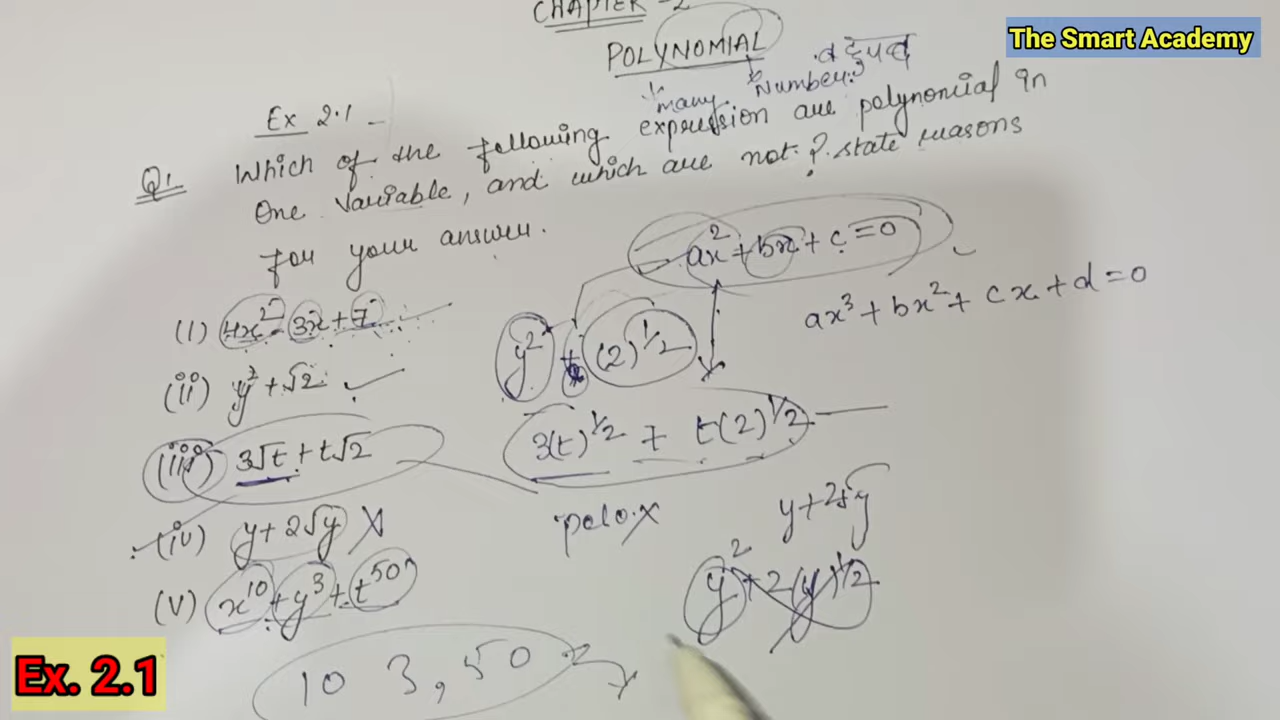 CHAPTER - 2
The Smart Academy
POLYNOMIAL
many Number
Ex 2.1 -
Q1. Which of the following expression are polynomial in
One variable, and which are not? state reasons
for your answer.
ax² + bx + c = 0
ax³ + bx² + cx + d = 0
(i) 4x² - 3x + 7
y² + (2)^1/2
(ii) y² + √2 ✓
(iii) 3√t + t√2
3(t)^1/2 + t(2)^1/2
y + 2√y
(iv) y + 2√y X
y² + 2(y)^1/2
(v) x^10 + y³ + t^50
10 3, 50
Ex. 2.1